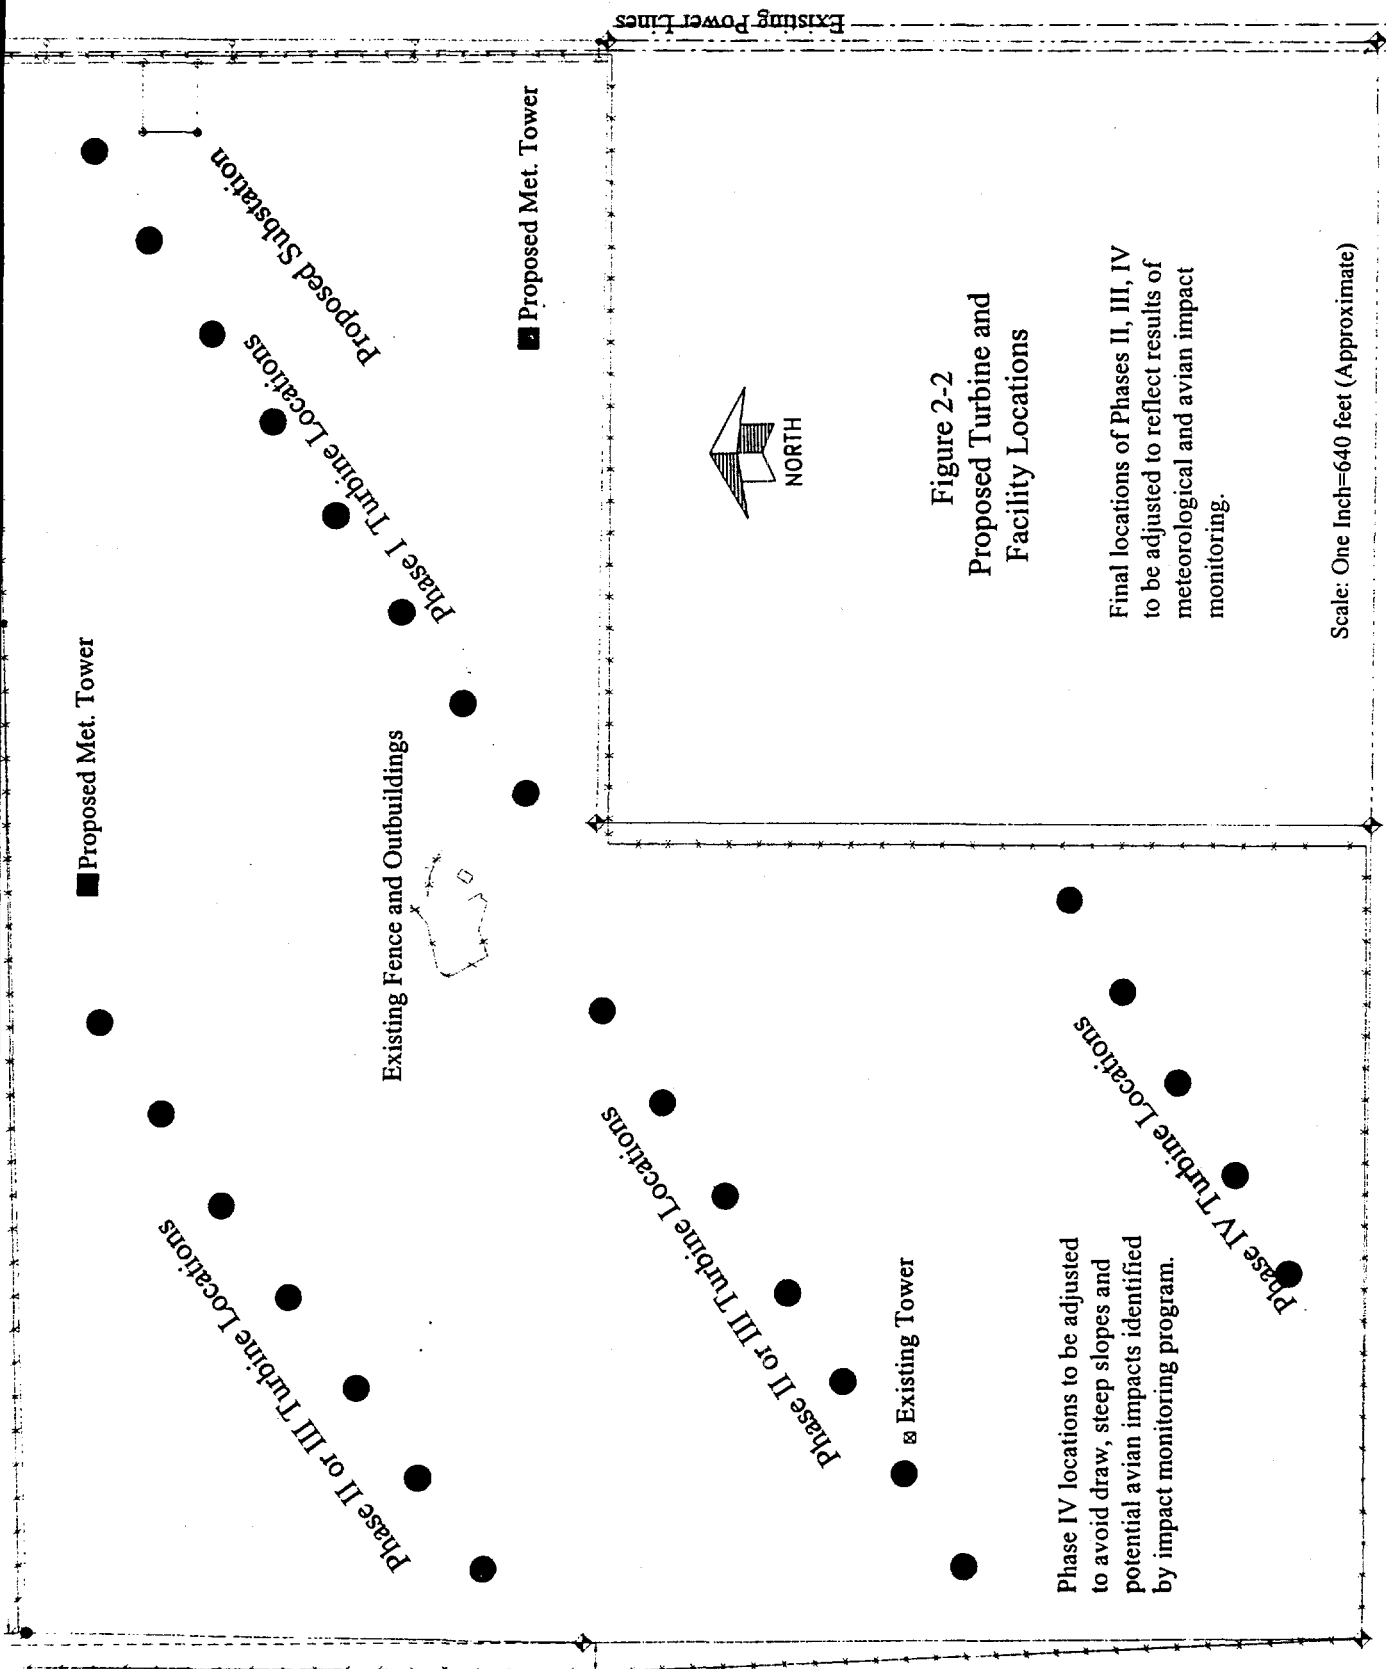 Existing Power Lines
Proposed Substation
Proposed Met. Tower
Phase I Turbine Locations
Proposed Met. Tower
Existing Fence and Outbuildings
Phase II or III Turbine Locations
Phase II or III Turbine Locations
Existing Tower
Phase IV Turbine Locations
Phase IV locations to be adjusted
to avoid draw, steep slopes and
potential avian impacts identified
by impact monitoring program.
NORTH
Figure 2-2
Proposed Turbine and
Facility Locations
Final locations of Phases II, III, IV
to be adjusted to reflect results of
meteorological and avian impact
monitoring.
Scale: One Inch=640 feet (Approximate)